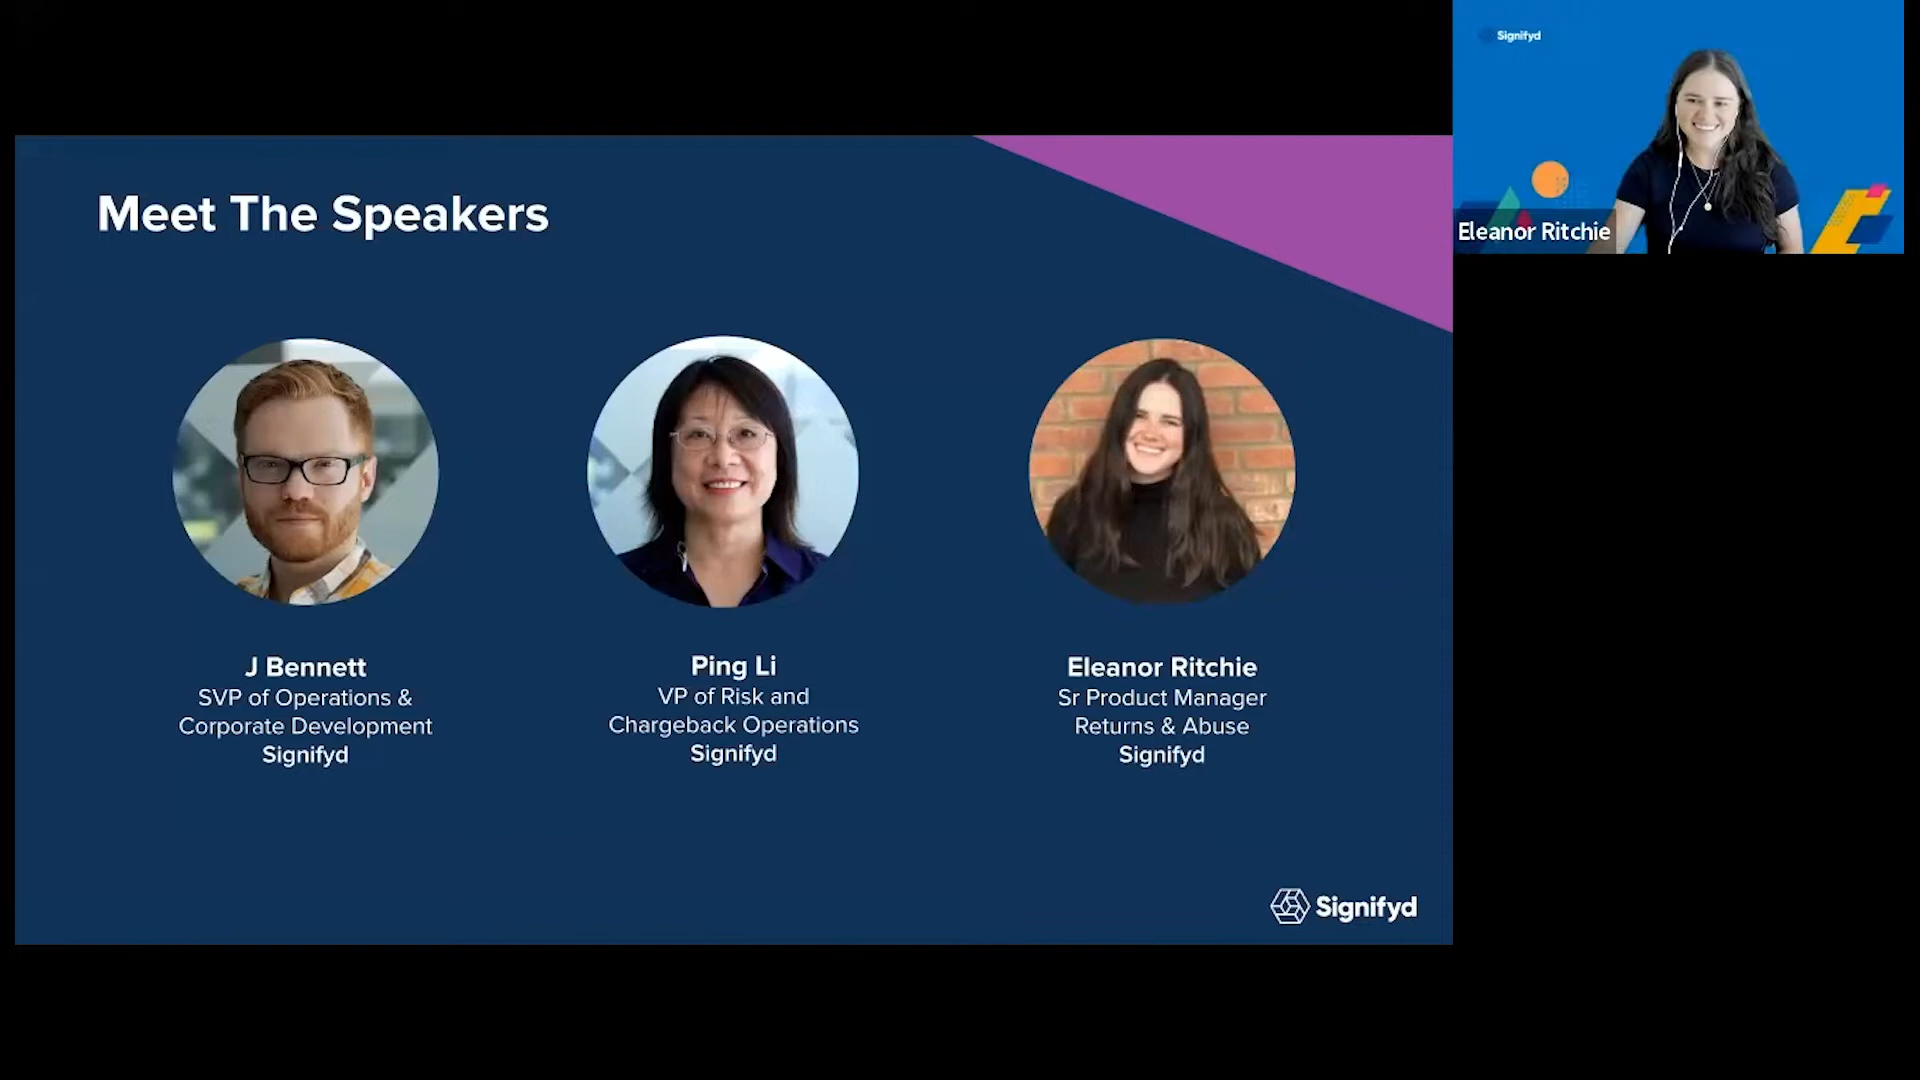 Meet The Speakers
J Bennett
SVP of Operations &
Corporate Development
Signifyd
Ping Li
VP of Risk and
Chargeback Operations
Signifyd
Eleanor Ritchie
Sr Product Manager
Returns & Abuse
Signifyd
Signifyd
Signifyd
Eleanor Ritchie